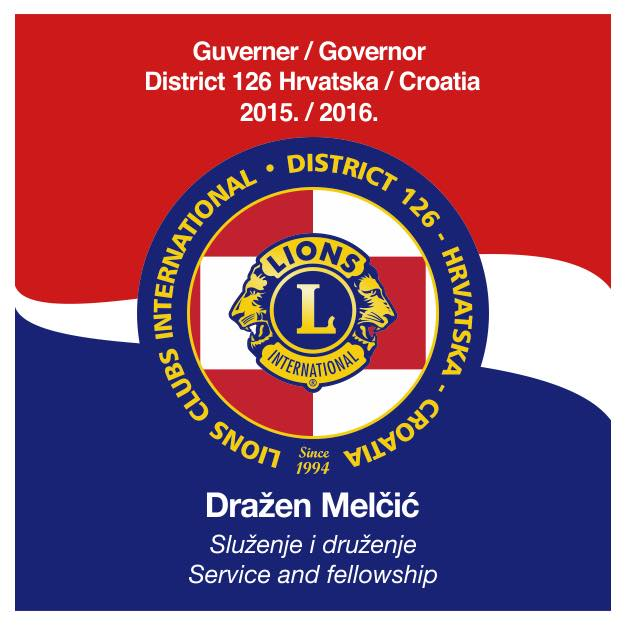 Guverner / Governor
District 126 Hrvatska / Croatia
2015. / 2016.
LIONS CLUBS INTERNATIONAL • DISTRICT 126 - HRVATSKA - CROATIA
LIONS
L
INTERNATIONAL
®
Since
1994
Dražen Melčić
Služenje i druženje
Service and fellowship